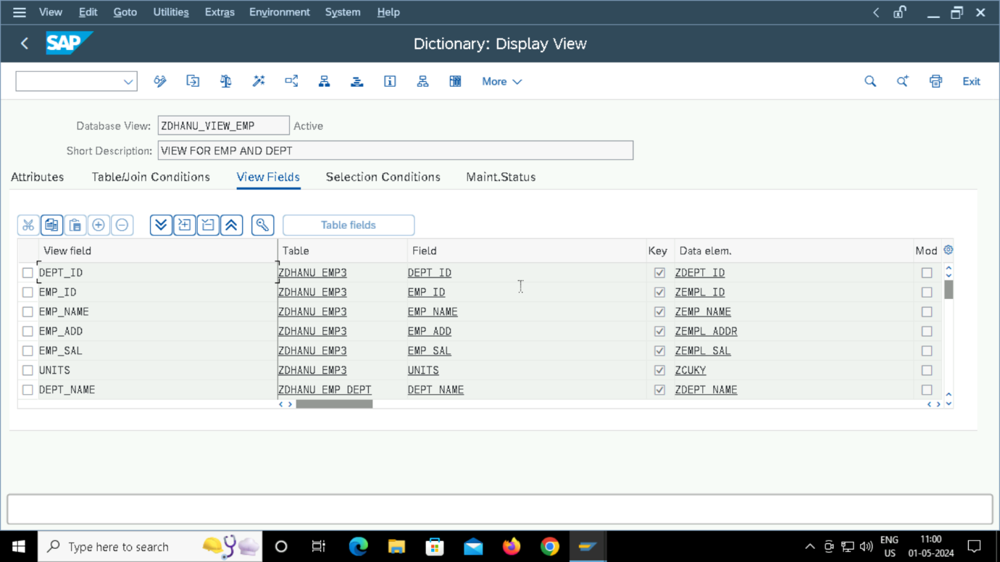 View Edit Goto Utilities Extras Environment System Help
SAP Dictionary: Display View
More Exit
Database View: ZDHANU_VIEW_EMP Active
Short Description: VIEW FOR EMP AND DEPT
Attributes Table/Join Conditions View Fields Selection Conditions Maint.Status
Table fields
View field Table Field Key Data elem. Mod
DEPT_ID ZDHANU_EMP3 DEPT_ID ZDEPT_ID
EMP_ID ZDHANU_EMP3 EMP_ID ZEMPL_ID
EMP_NAME ZDHANU_EMP3 EMP_NAME ZEMP_NAME
EMP_ADD ZDHANU_EMP3 EMP_ADD ZEMPL_ADDR
EMP_SAL ZDHANU_EMP3 EMP_SAL ZEMPL_SAL
UNITS ZDHANU_EMP3 UNITS ZCUKY
DEPT_NAME ZDHANU_EMP_DEPT DEPT_NAME ZDEPT_NAME
Type here to search
ENG
US
11:00
01-05-2024